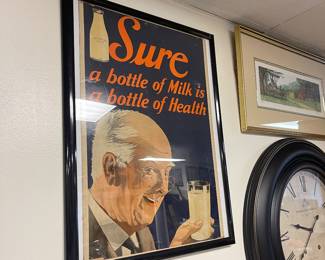 Sure
a bottle of Milk is
a bottle of Health